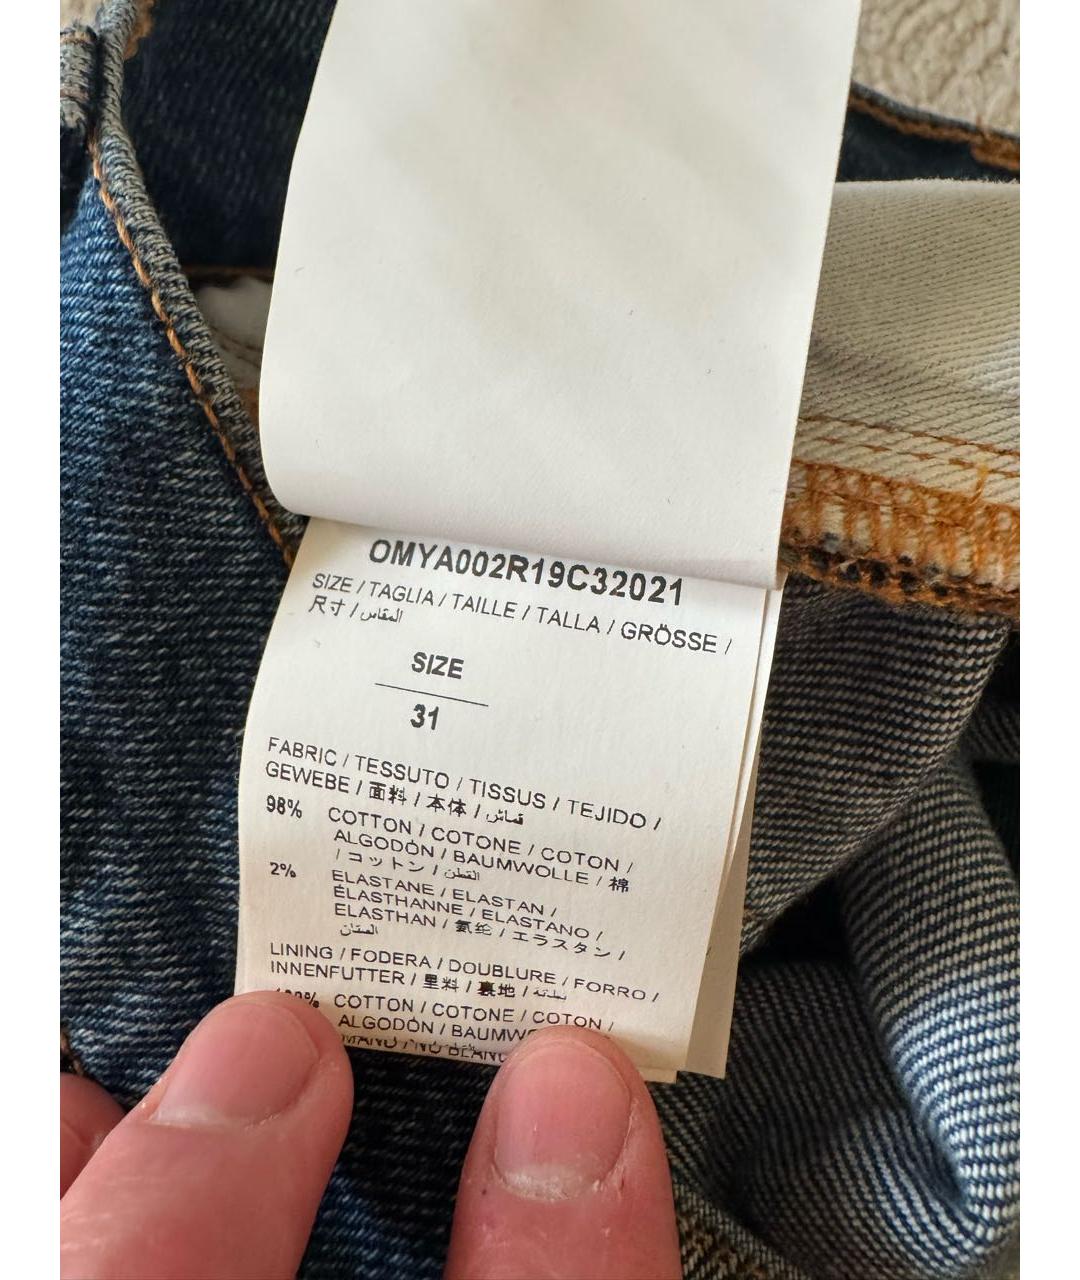 OMYA002R19C32021
SIZE / TAGLIA / TAILLE / TALLA / GRÖSSE /
尺寸 / المقاس
SIZE
31
FABRIC / TESSUTO / TISSUS / TEJIDO /
GEWEBE / 面料 / 本体 / قماش
98% COTTON / COTONE / COTON /
ALGODÓN / BAUMWOLLE / 棉
/ コットン / القطن
2% ELASTANE / ELASTAN /
ÉLASTHANNE / ELASTANO /
ELASTHAN / 氨纶 / エラスタン /
LINING / FODERA / DOUBLURE / FORRO /
INNENFUTTER / 里料 / 裏地 / بطانة
COTTON / COTONE / COTON /
ALGODÓN /